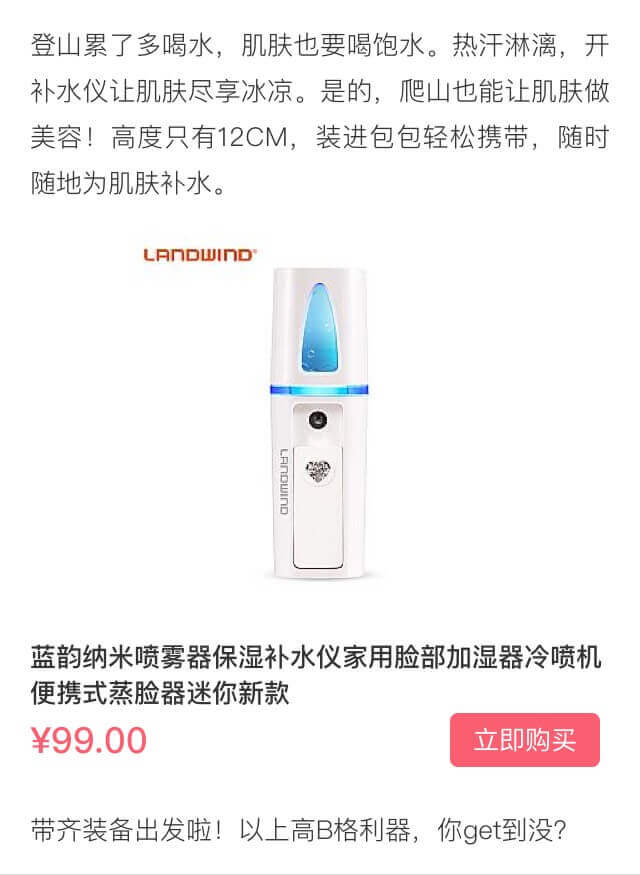 登山累了多喝水，肌肤也要喝饱水。热汗淋漓，开
补水仪让肌肤尽享冰凉。是的，爬山也能让肌肤做
美容！高度只有12CM，装进包包轻松携带，随时
随地为肌肤补水。
LANDWIND®
LANDWIND
蓝韵纳米喷雾器保湿补水仪家用脸部加湿器冷喷机
便携式蒸脸器迷你新款
¥99.00
立即购买
带齐装备出发啦！以上高B格利器，你get到没？